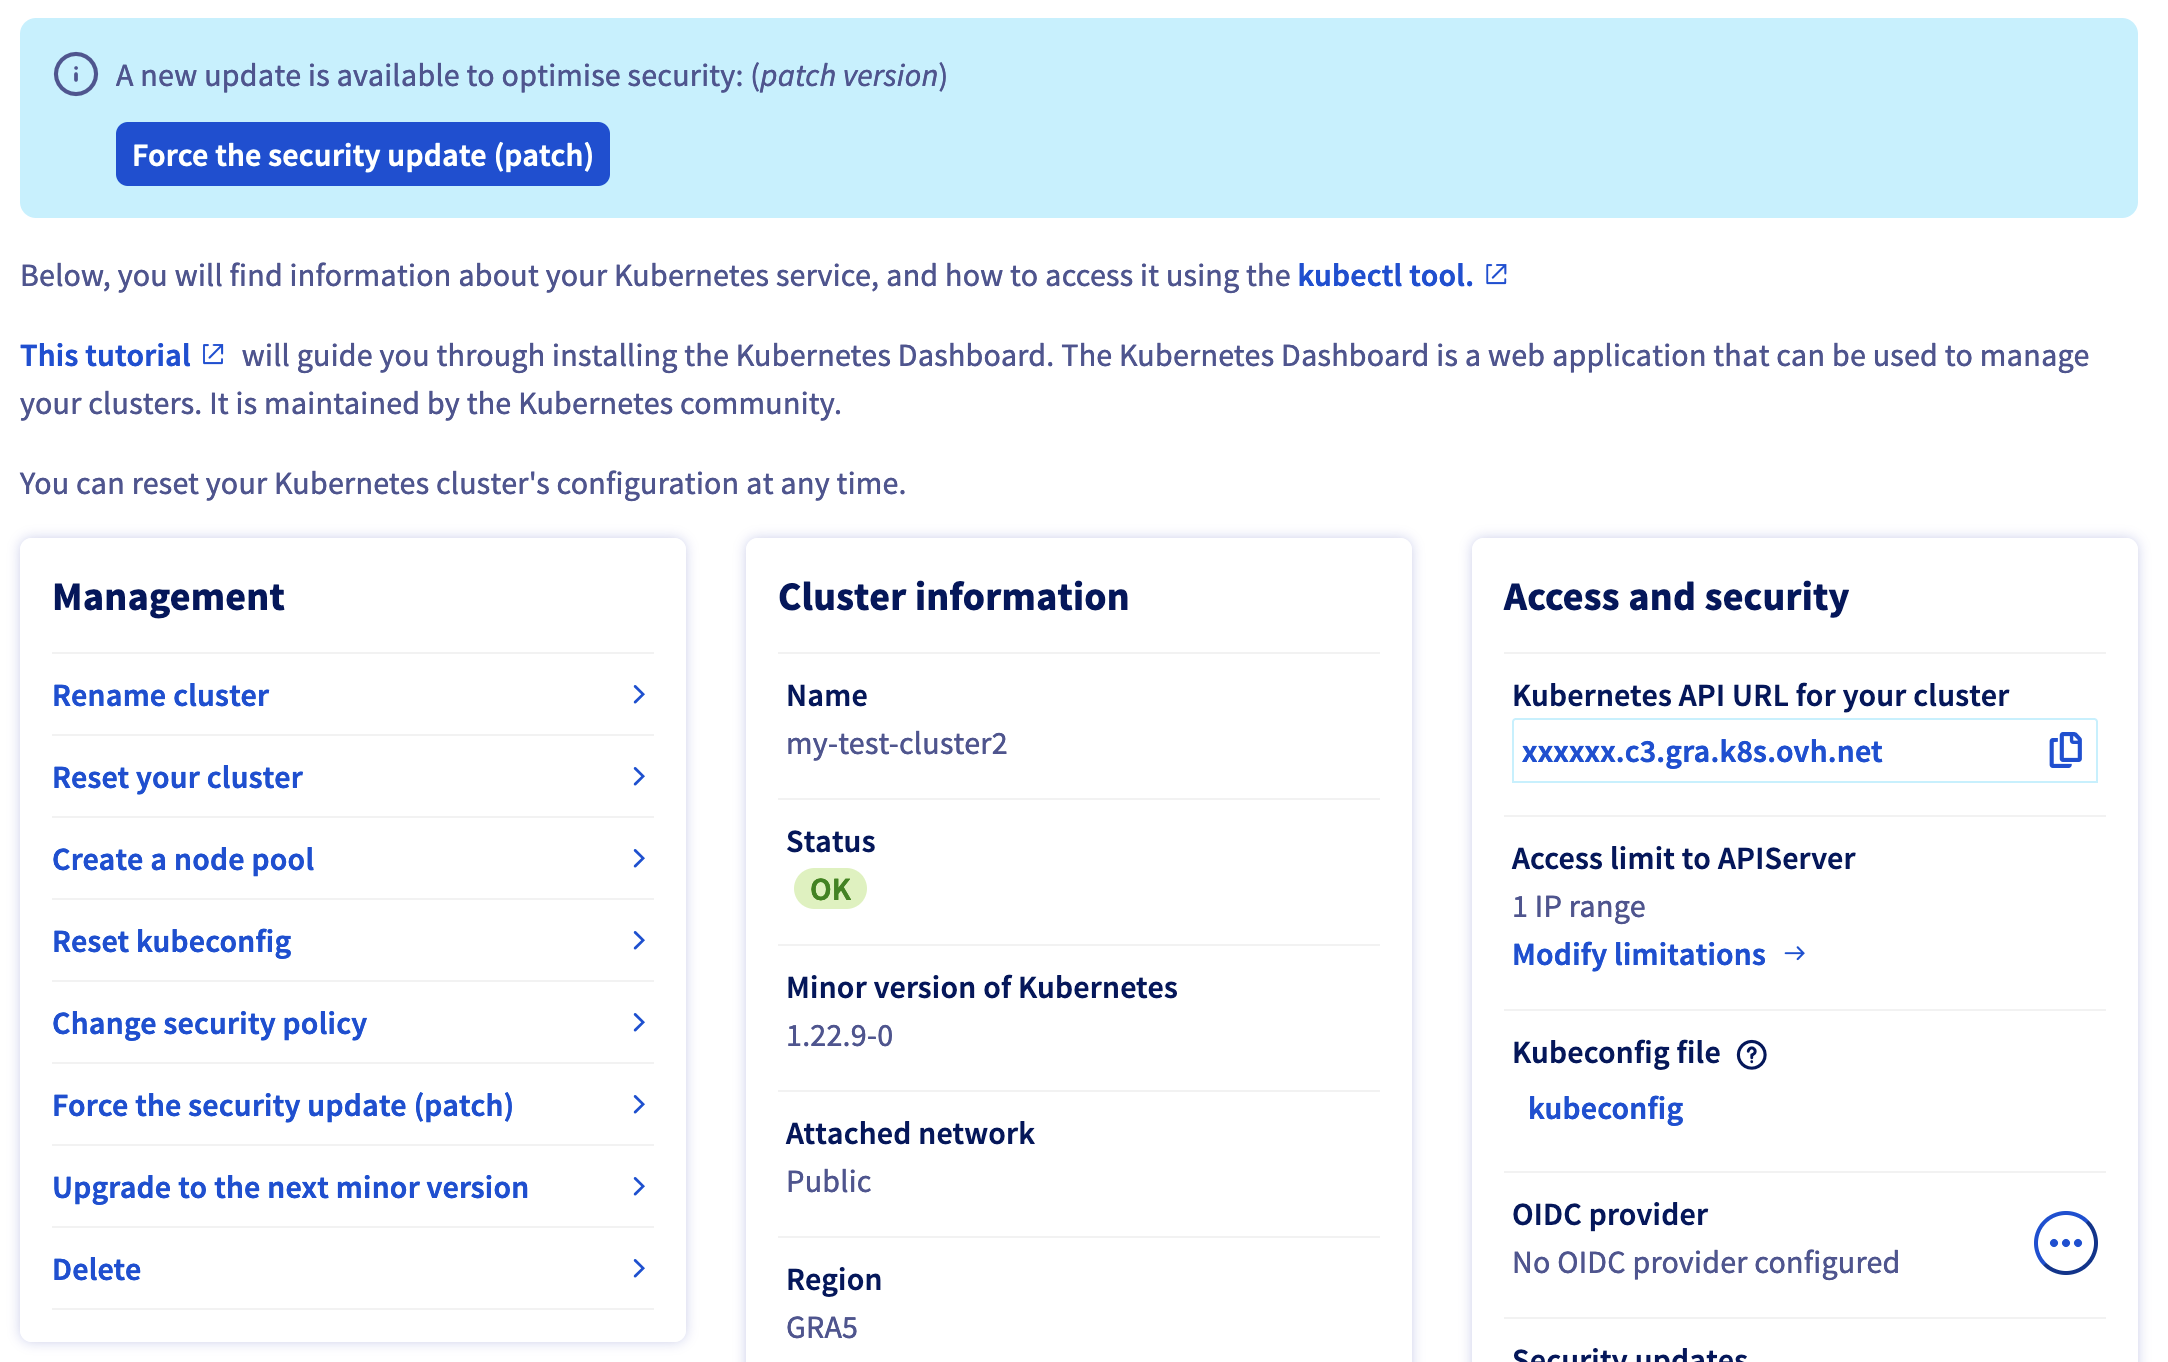 A new update is available to optimise security: (patch version)
Force the security update (patch)
Below, you will find information about your Kubernetes service, and how to access it using the kubectl tool.
This tutorial will guide you through installing the Kubernetes Dashboard. The Kubernetes Dashboard is a web application that can be used to manage
your clusters. It is maintained by the Kubernetes community.
You can reset your Kubernetes cluster's configuration at any time.
Management
Rename cluster
Reset your cluster
Create a node pool
Reset kubeconfig
Change security policy
Force the security update (patch)
Upgrade to the next minor version
Delete
Cluster information
Name
my-test-cluster2
Status
OK
Minor version of Kubernetes
1.22.9-0
Attached network
Public
Region
GRA5
Access and security
Kubernetes API URL for your cluster
xxxxxx.c3.gra.k8s.ovh.net
Access limit to APIServer
1 IP range
Modify limitations →
Kubeconfig file
kubeconfig
OIDC provider
No OIDC provider configured
Security updates